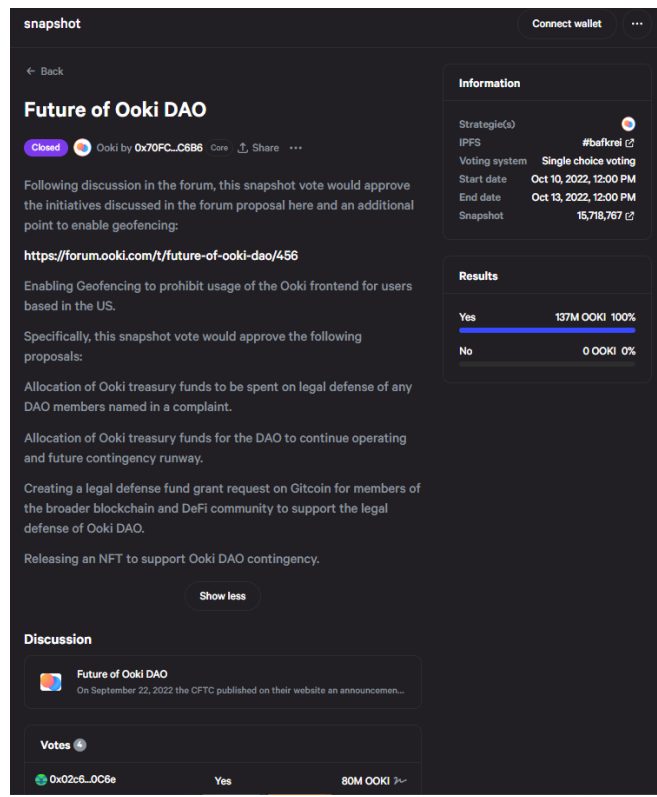 snapshot
Connect wallet
← Back
Future of Ooki DAO
Closed Ooki by 0x70FC...C6B6 Core Share
Following discussion in the forum, this snapshot vote would approve
the initiatives discussed in the forum proposal here and an additional
point to enable geofencing:
https://forum.ooki.com/t/future-of-ooki-dao/456
Enabling Geofencing to prohibit usage of the Ooki frontend for users
based in the US.
Specifically, this snapshot vote would approve the following
proposals:
Allocation of Ooki treasury funds to be spent on legal defense of any
DAO members named in a complaint.
Allocation of Ooki treasury funds for the DAO to continue operating
and future contingency runway.
Creating a legal defense fund grant request on Gitcoin for members of
the broader blockchain and DeFi community to support the legal
defense of Ooki DAO.
Releasing an NFT to support Ooki DAO contingency.
Show less
Discussion
Future of Ooki DAO
On September 22, 2022 the CFTC published on their website an announcemen...
Votes 4
0x02c6...0C6e Yes 80M OOKI
Information
Strategie(s)
IPFS #bafkrei
Voting system Single choice voting
Start date Oct 10, 2022, 12:00 PM
End date Oct 13, 2022, 12:00 PM
Snapshot 15,718,767
Results
Yes 137M OOKI 100%
No 0 OOKI 0%